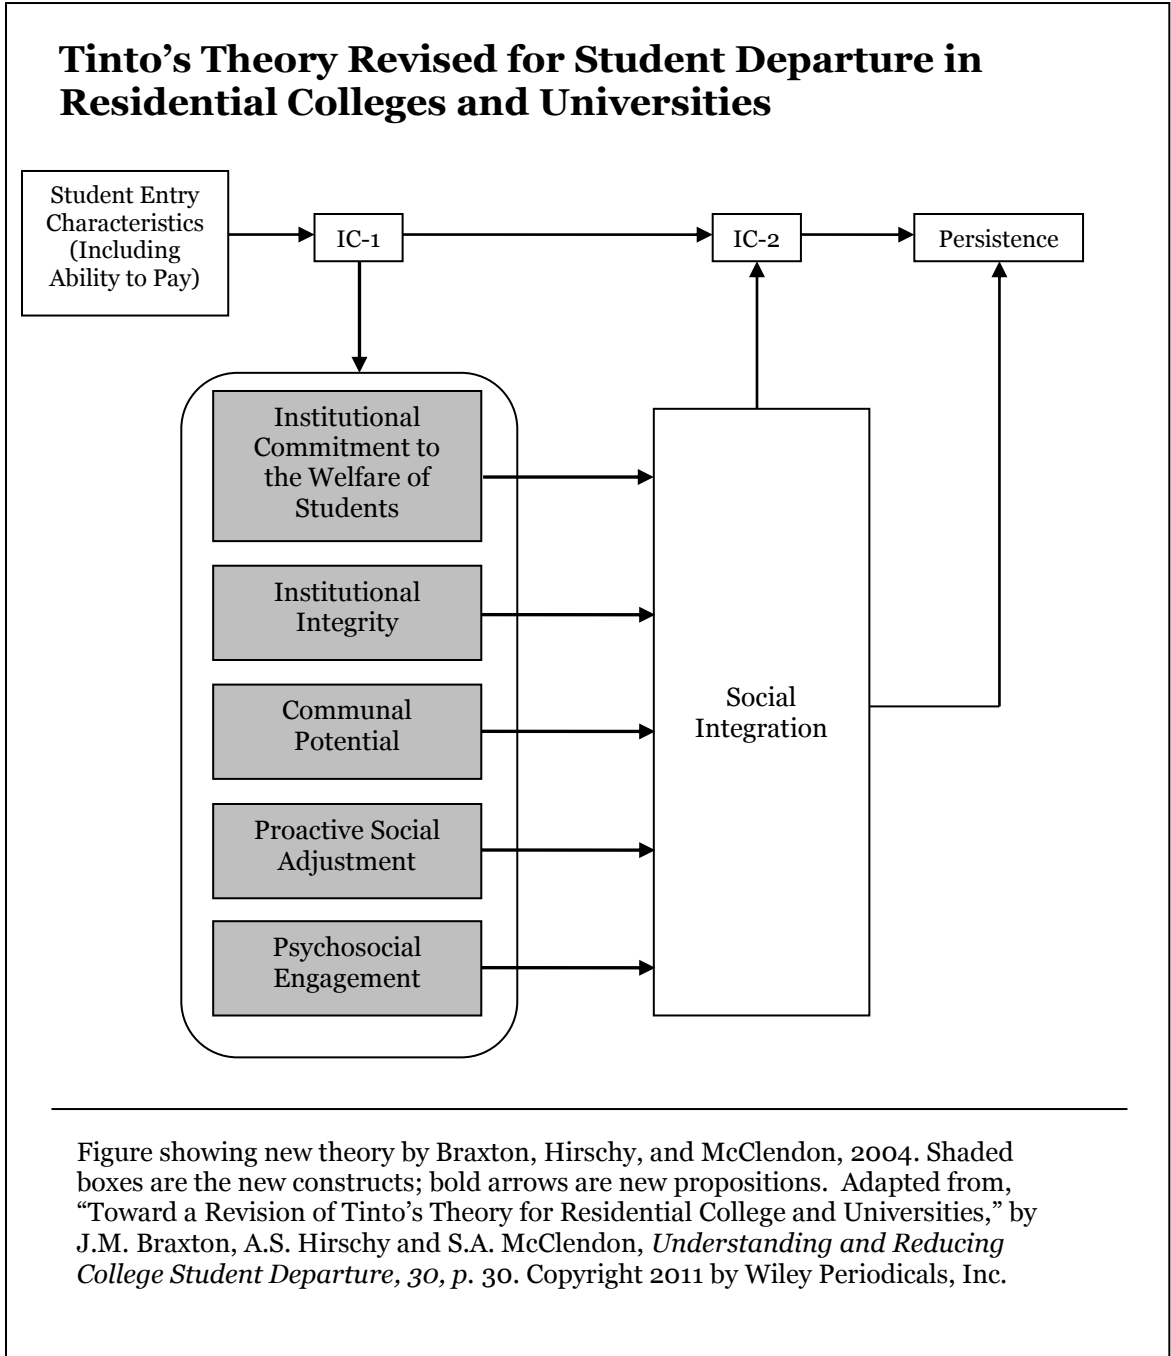 Tinto’s Theory Revised for Student Departure in
Residential Colleges and Universities
Student Entry
Characteristics
(Including
Ability to Pay)
IC-1
IC-2
Persistence
Institutional
Commitment to
the Welfare of
Students
Institutional
Integrity
Communal
Potential
Proactive Social
Adjustment
Psychosocial
Engagement
Social
Integration
Figure showing new theory by Braxton, Hirschy, and McClendon, 2004. Shaded
boxes are the new constructs; bold arrows are new propositions.  Adapted from,
“Toward a Revision of Tinto’s Theory for Residential College and Universities,” by
J.M. Braxton, A.S. Hirschy and S.A. McClendon, Understanding and Reducing
College Student Departure, 30, p. 30. Copyright 2011 by Wiley Periodicals, Inc.